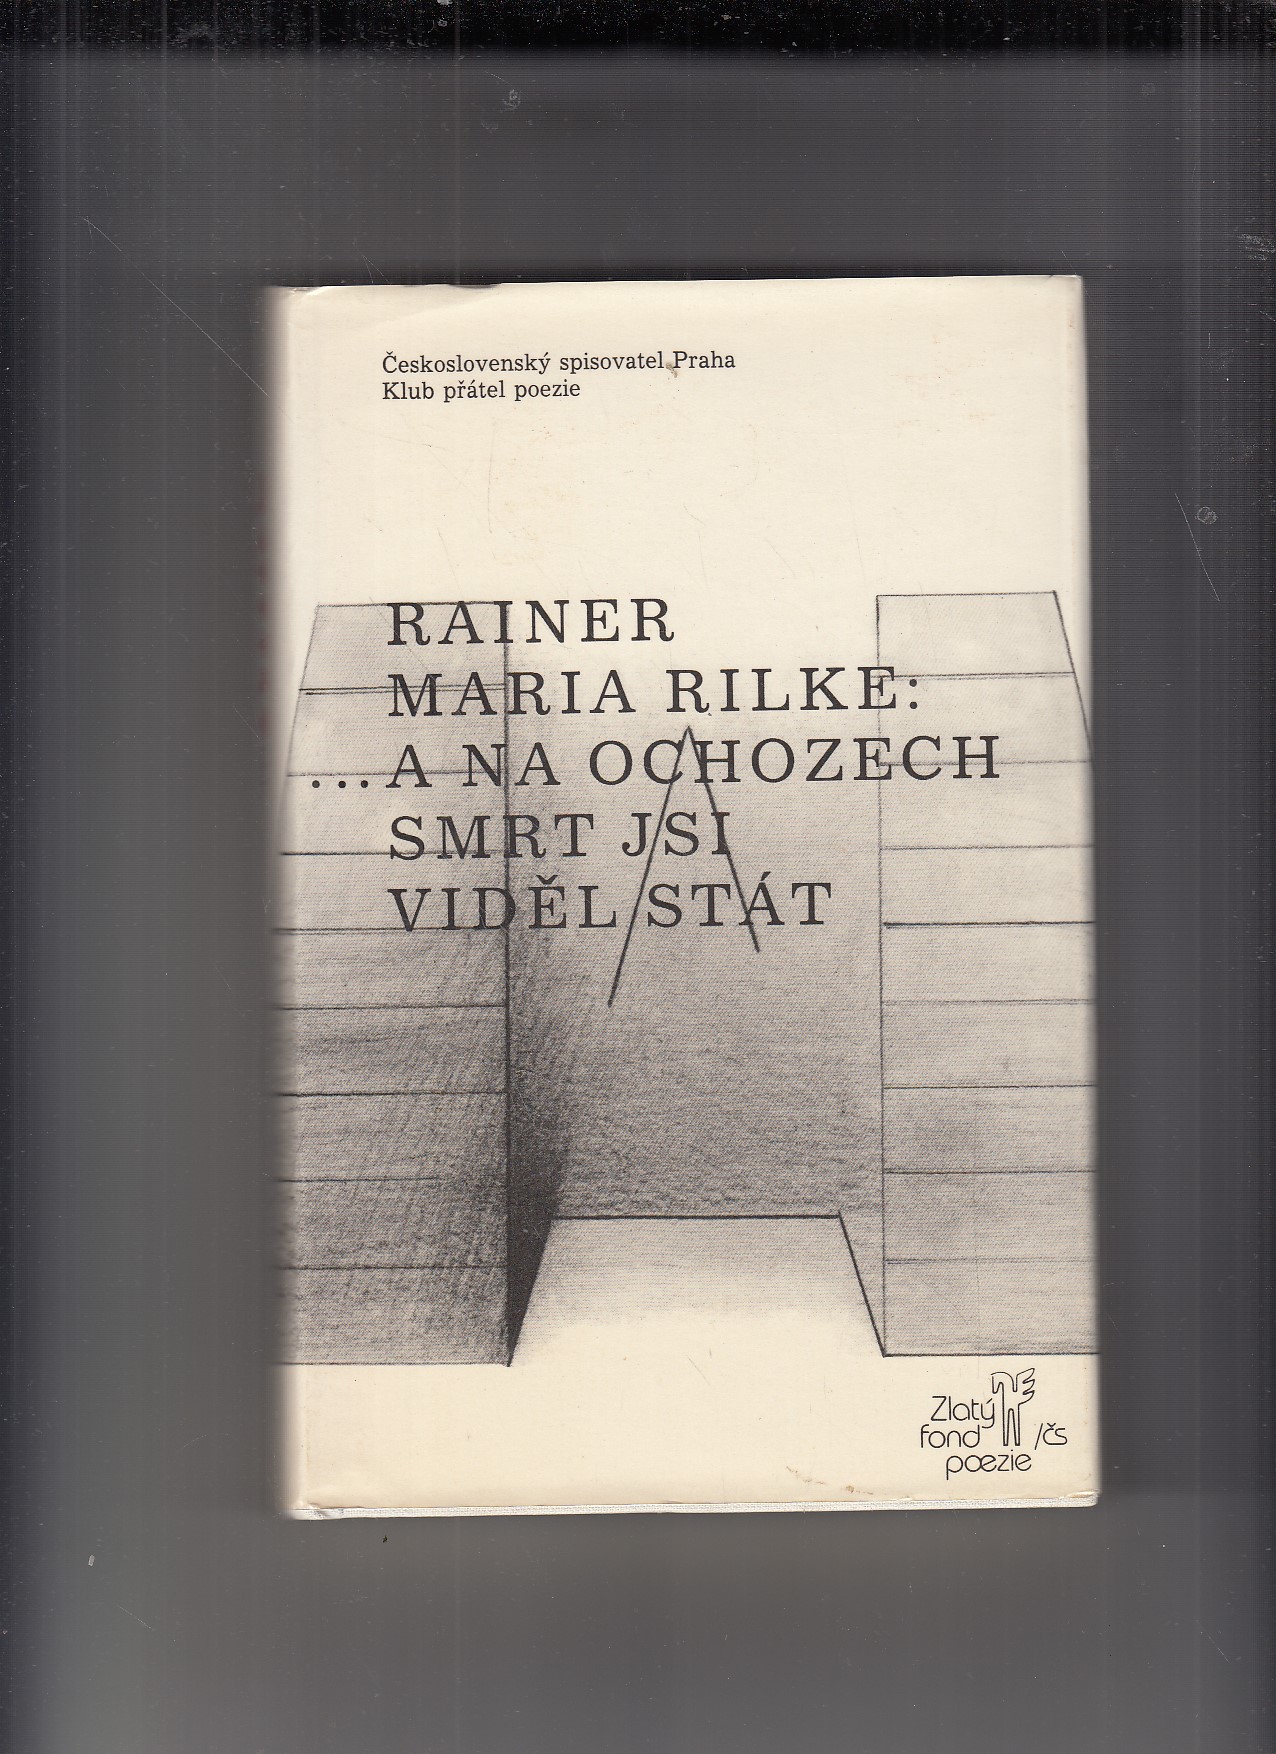 Československý spisovatel Praha
Klub přátel poezie
RAINER
MARIA RILKE:
...A NA OCHOZECH
SMRT JSI
VIDĚL STÁT
Zlatý
fond /čs
poezie